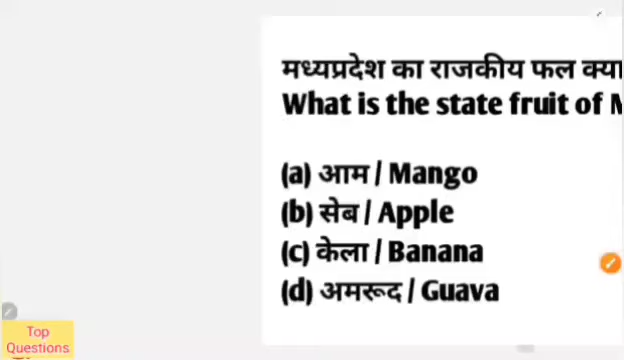 मध्यप्रदेश का राजकीय फल क्या
What is the state fruit of
(a) आम / Mango
(b) सेब / Apple
(c) केला / Banana
(d) अमरूद / Guava
Top
Questions